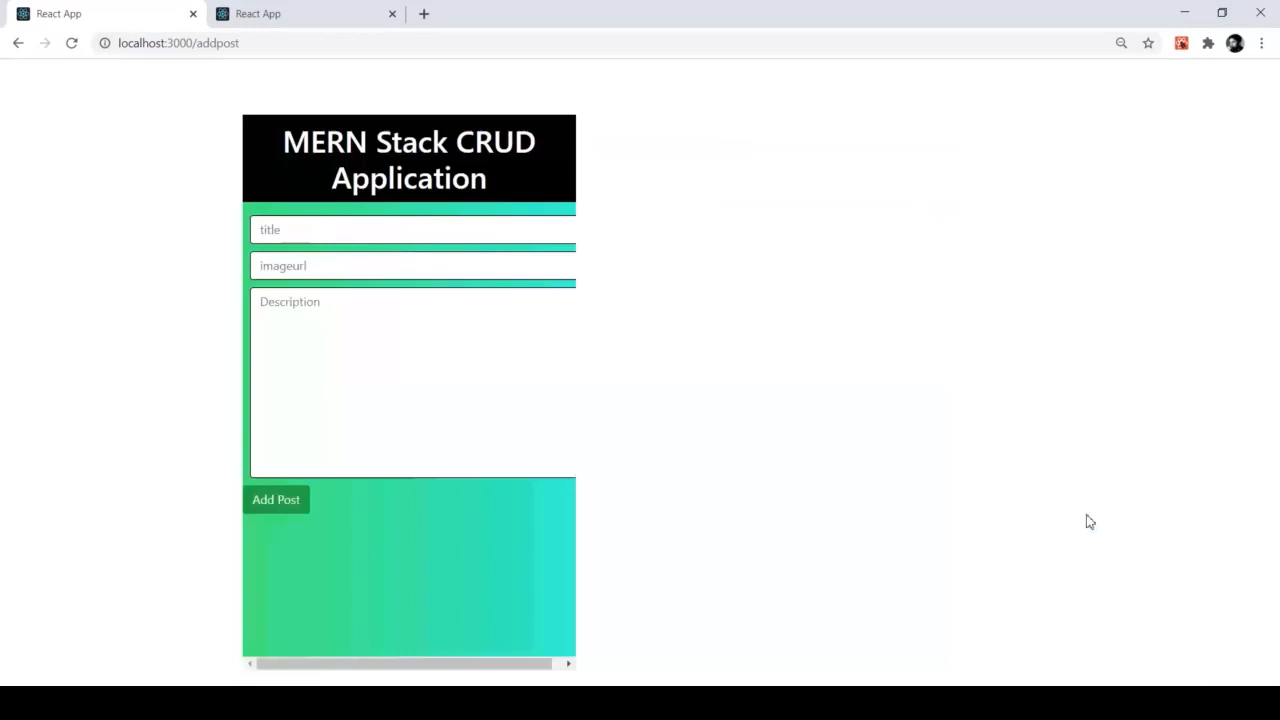 React App
React App
localhost:3000/addpost
MERN Stack CRUD
Application
title
imageurl
Description
Add Post